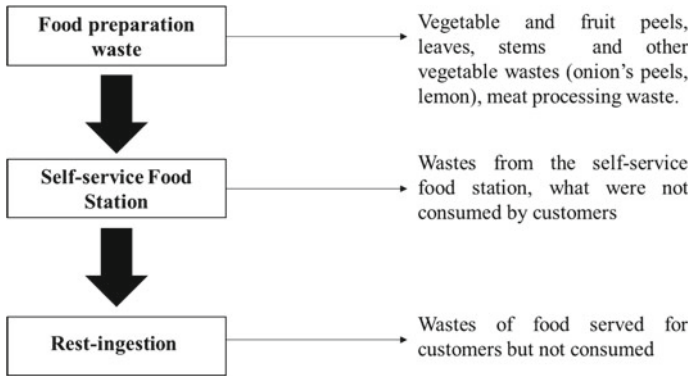 Food preparation
waste
Vegetable and fruit peels,
leaves, stems and other
vegetable wastes (onion's peels,
lemon), meat processing waste.
Self-service Food
Station
Wastes from the self-service
food station, what were not
consumed by customers
Rest-ingestion
Wastes of food served for
customers but not consumed